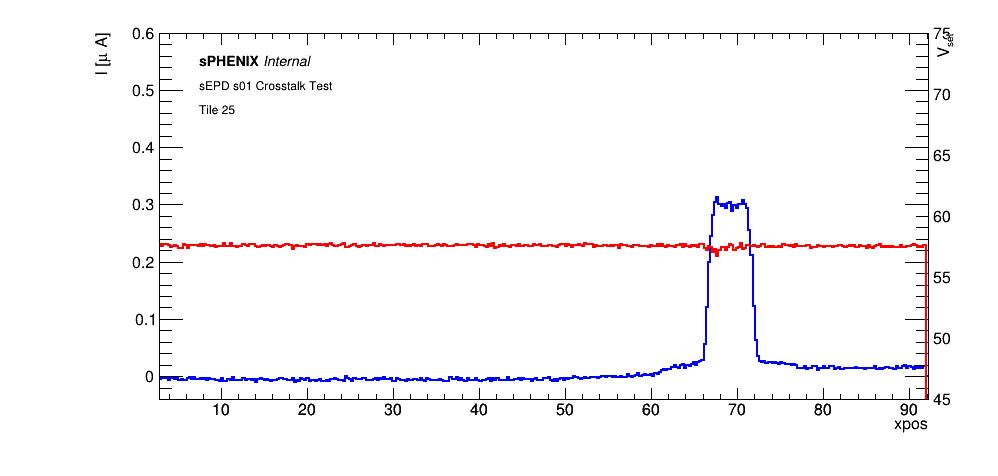 I [μ A]
0.6
0.5
0.4
0.3
0.2
0.1
0
sPHENIX Internal
sEPD s01 Crosstalk Test
Tile 25
75
70
65
60
55
50
45
Vset
10 20 30 40 50 60 70 80 90
xpos